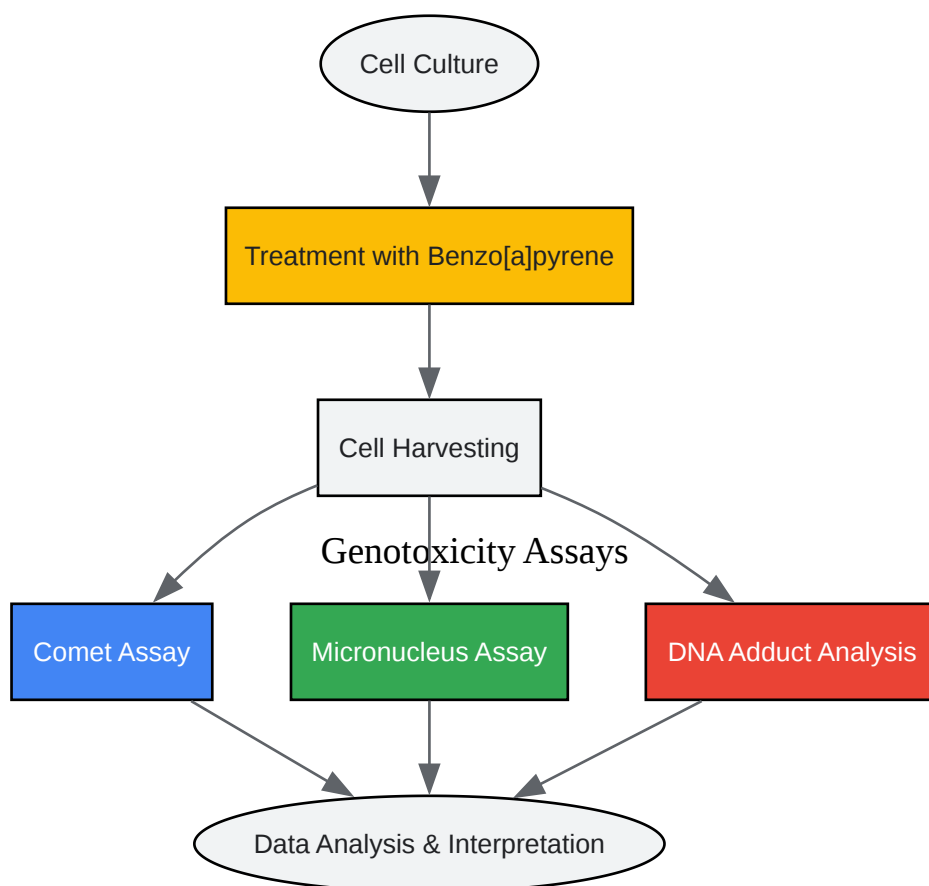 Cell Culture
Treatment with Benzo[a]pyrene
Cell Harvesting
Genotoxicity Assays
Comet Assay
Micronucleus Assay
DNA Adduct Analysis
Data Analysis & Interpretation